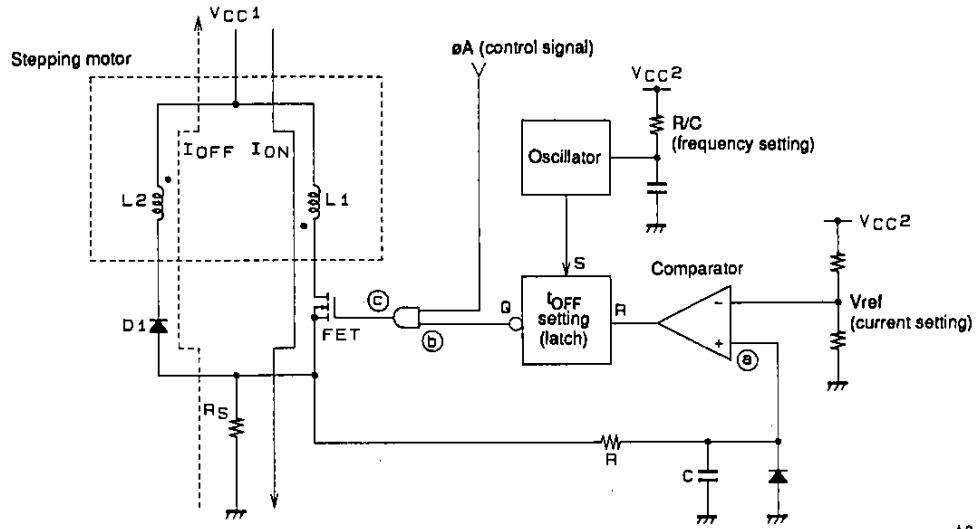 VCC1
øA (control signal)
Stepping motor
VCC2
R/C
(frequency setting)
Oscillator
IOFF
ION
L2
L1
S
VCC2
Comparator
Vref
(current setting)
tOFF
setting
(latch)
Q
R
-
+
a
b
c
D1
FET
RS
R
C